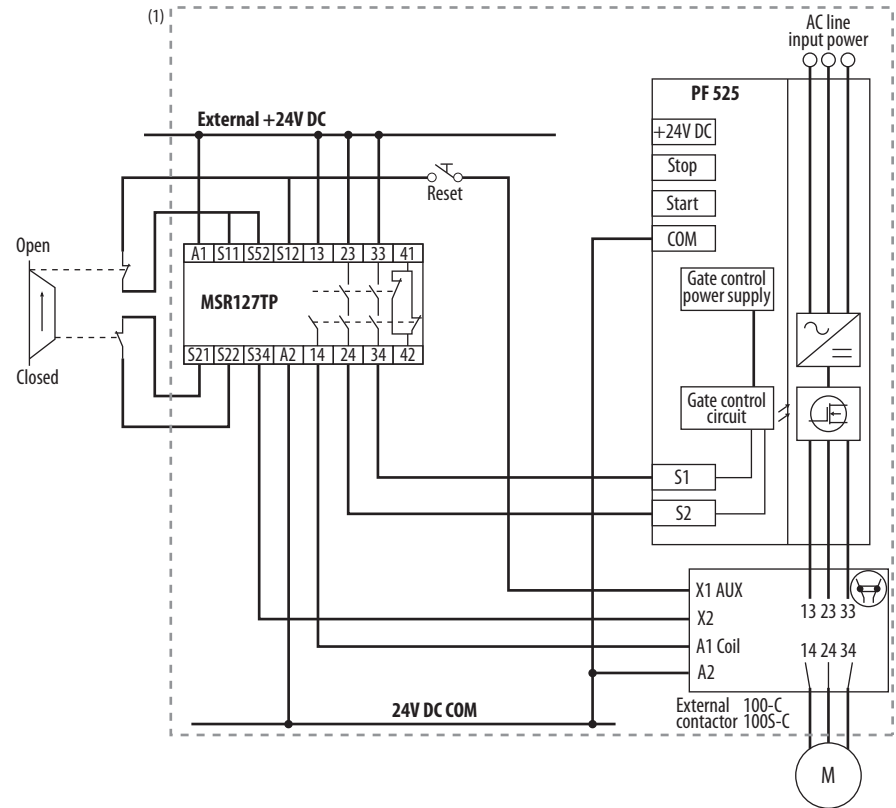 (1)
AC line
input power
PF 525
External +24V DC
+24V DC
Stop
Reset
Start
COM
Open
A1 S11 S52 S12 13 23 33 41
MSR127TP
Gate control
power supply
S21 S22 S34 A2 14 24 34 42
Closed
Gate control
circuit
S1
S2
X1 AUX
13 23 33
X2
A1 Coil
14 24 34
A2
24V DC COM
External 100-C
contactor 100S-C
M